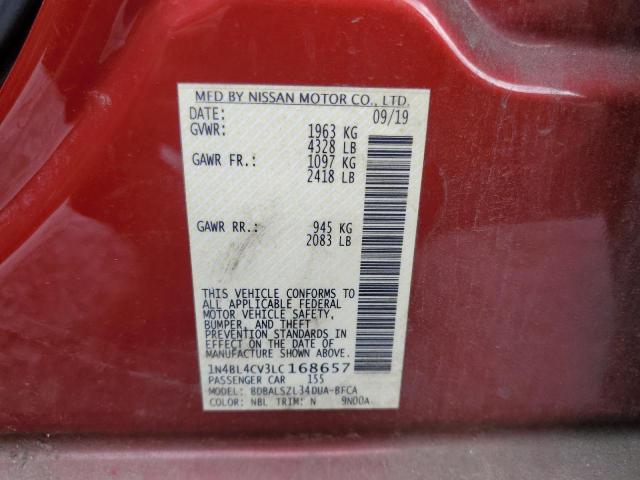 MFD BY NISSAN MOTOR CO., LTD.
DATE: 09/19
GVWR: 1963 KG
4328 LB
GAWR FR.: 1097 KG
2418 LB
GAWR RR.: 945 KG
2083 LB
THIS VEHICLE CONFORMS TO
ALL APPLICABLE FEDERAL
MOTOR VEHICLE SAFETY,
BUMPER, AND THEFT
PREVENTION STANDARDS IN
EFFECT ON THE DATE OF
MANUFACTURE SHOWN ABOVE.
1N4BL4CV3LC168657
PASSENGER CAR 155
MODEL: BDBALSZL34DUA-BFCA
COLOR: NBL TRIM: N 9N00A